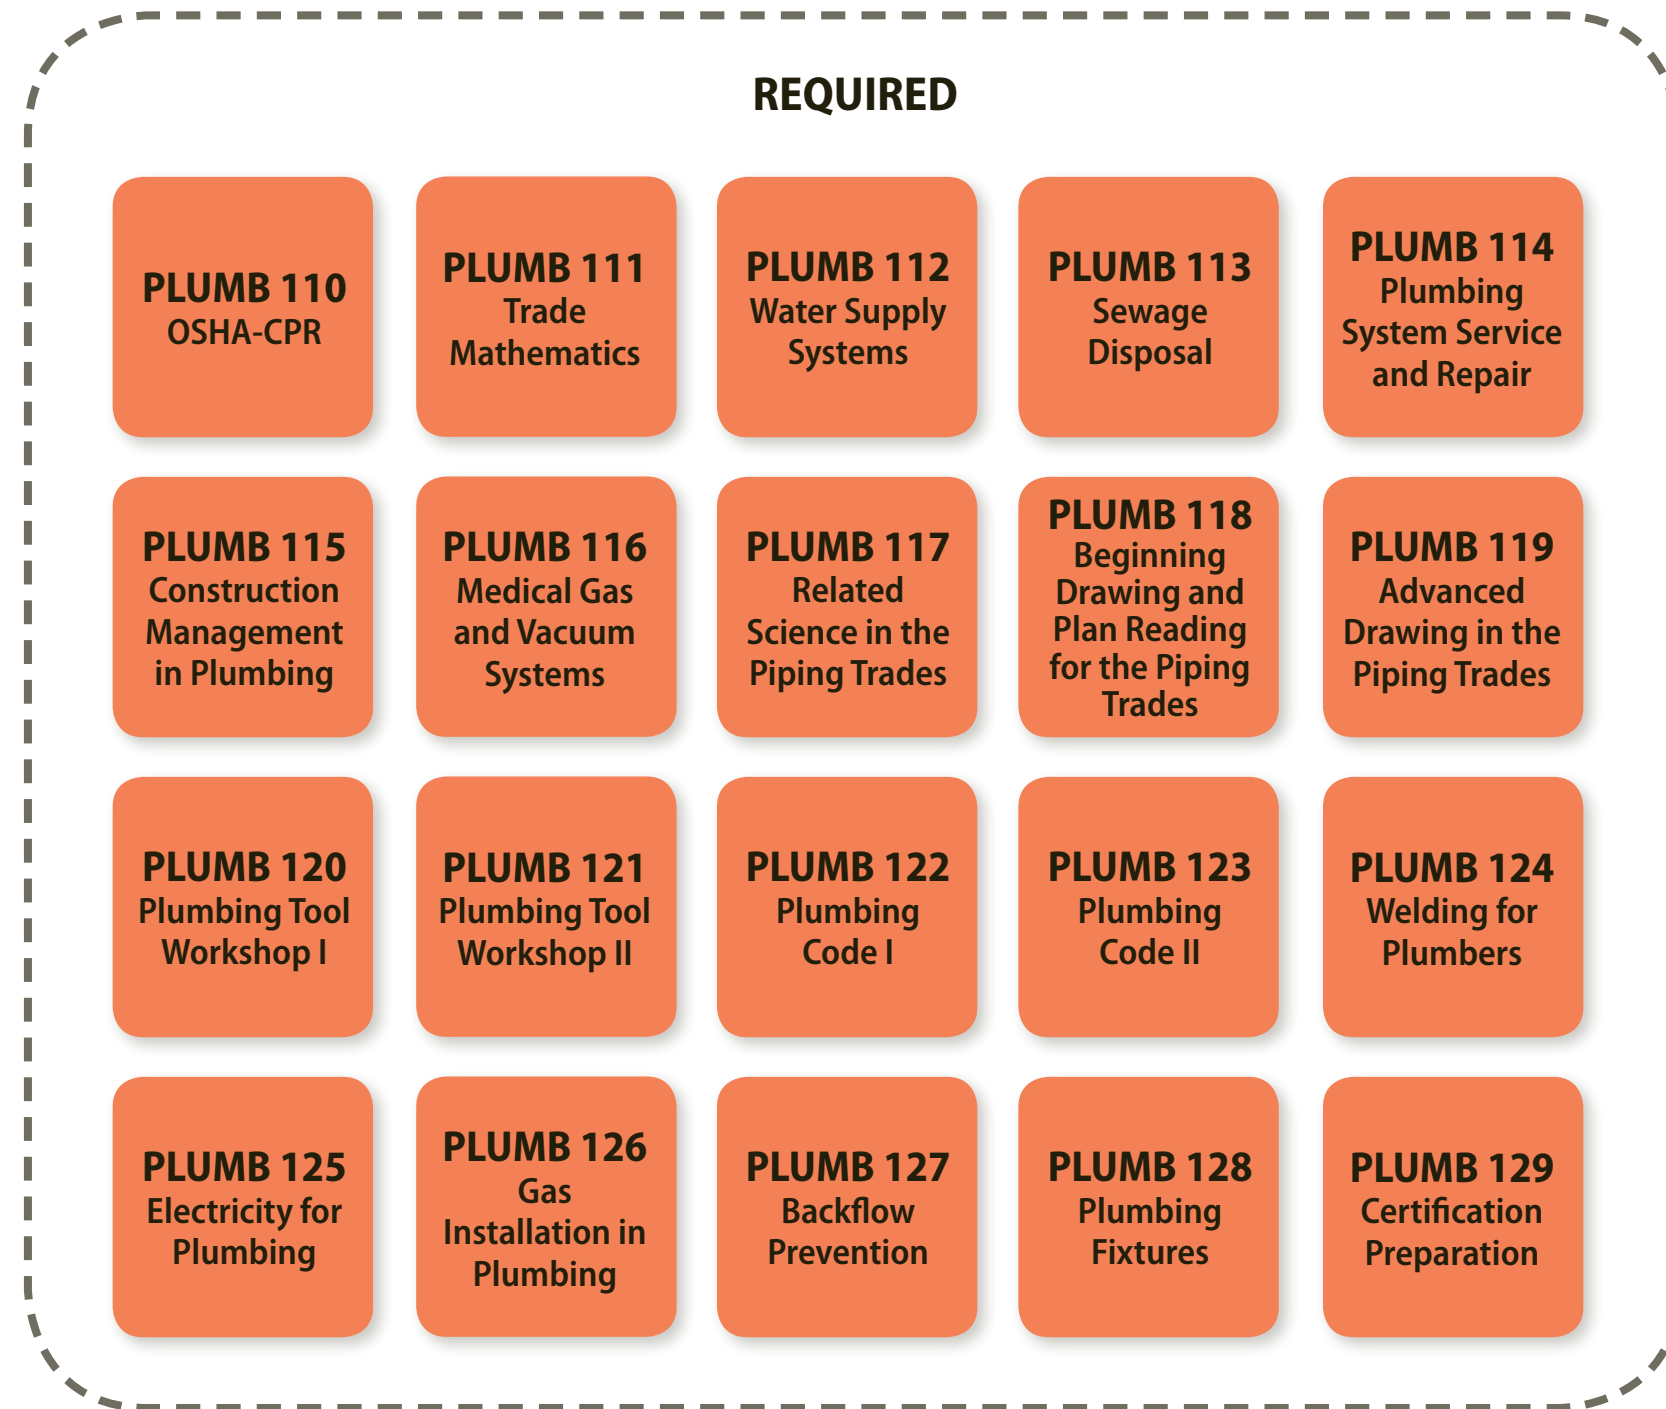 REQUIRED
PLUMB 110
OSHA-CPR
PLUMB 111
Trade
Mathematics
PLUMB 112
Water Supply
Systems
PLUMB 113
Sewage
Disposal
PLUMB 114
Plumbing
System Service
and Repair
PLUMB 115
Construction
Management
in Plumbing
PLUMB 116
Medical Gas
and Vacuum
Systems
PLUMB 117
Related
Science in the
Piping Trades
PLUMB 118
Beginning
Drawing and
Plan Reading
for the Piping
Trades
PLUMB 119
Advanced
Drawing in the
Piping Trades
PLUMB 120
Plumbing Tool
Workshop I
PLUMB 121
Plumbing Tool
Workshop II
PLUMB 122
Plumbing
Code I
PLUMB 123
Plumbing
Code II
PLUMB 124
Welding for
Plumbers
PLUMB 125
Electricity for
Plumbing
PLUMB 126
Gas
Installation in
Plumbing
PLUMB 127
Backflow
Prevention
PLUMB 128
Plumbing
Fixtures
PLUMB 129
Certification
Preparation